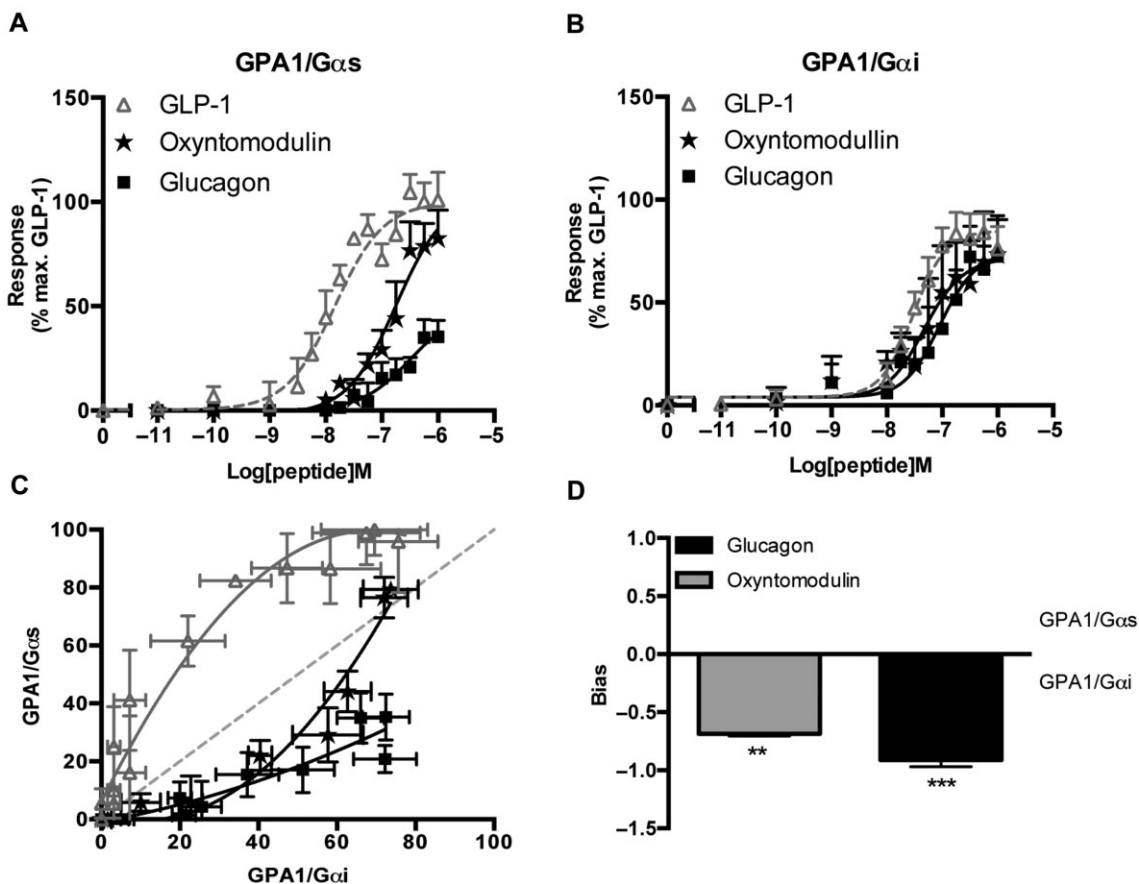 A
GPA1/Gαs
150
100
50
0
Response
(% max. GLP-1)
GLP-1
Oxyntomodulin
Glucagon
0 –11 –10 –9 –8 –7 –6 –5
Log[peptide]M
B
GPA1/Gαi
150
100
50
0
Response
(% max. GLP-1)
GLP-1
Oxyntomodullin
Glucagon
0 –11 –10 –9 –8 –7 –6 –5
Log[peptide]M
C
100
80
60
40
20
0
GPA1/Gαs
0 20 40 60 80 100
GPA1/Gαi
D
1.0
0.5
0.0
–0.5
–1.0
–1.5
Bias
Glucagon
Oxyntomodulin
GPA1/Gαs
GPA1/Gαi
**
***